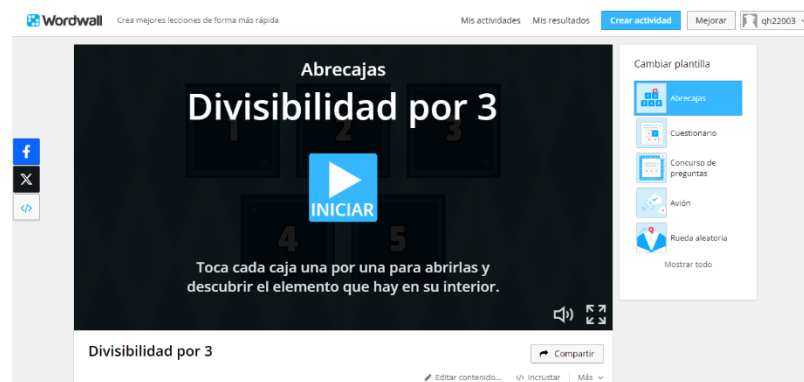 Wordwall Crea mejores lecciones de forma más rápida Mis actividades Mis resultados Crear actividad Mejorar qh22003
Abrecajas
Divisibilidad por 3
1 2 3
INICIAR
4 5
Toca cada caja una por una para abrirlas y
descubrir el elemento que hay en su interior.
Cambiar plantilla
Abrecajas
Cuestionario
Concurso de
preguntas
Avión
Rueda aleatoria
Mostrar todo
Divisibilidad por 3
Compartir
Editar contenido... Incrustar Más